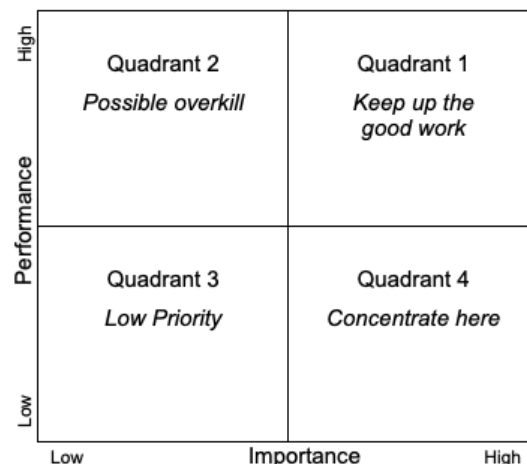 High
Quadrant 2
Possible overkill
Quadrant 1
Keep up the
good work
Performance
Quadrant 3
Low Priority
Quadrant 4
Concentrate here
Low
Low
Importance
High